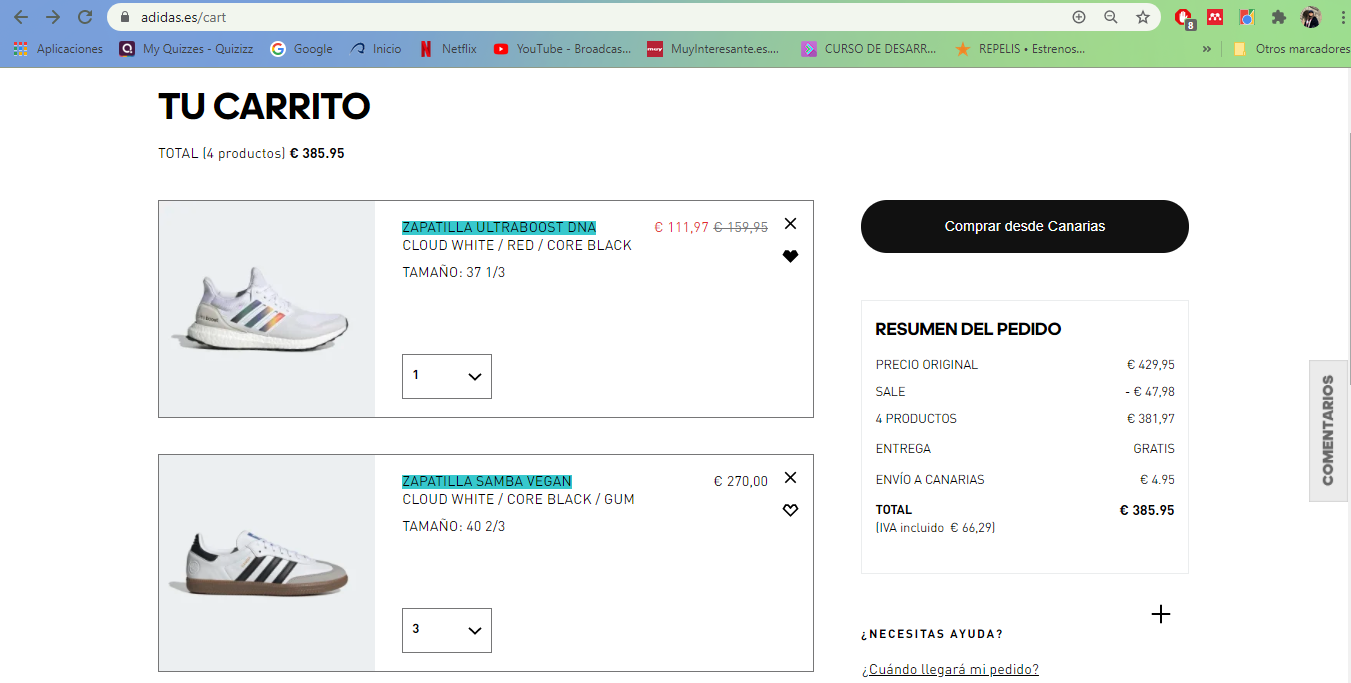 adidas.es/cart
8
Aplicaciones
My Quizzes - Quizizz
Google
Inicio
Netflix
YouTube - Broadcas...
MuyInteresante.es....
CURSO DE DESARR...
REPELIS • Estrenos...
»
Otros marcadores
TU CARRITO
TOTAL (4 productos) € 385.95
ZAPATILLA ULTRABOOST DNA
€ 111,97 € 159,95
CLOUD WHITE / RED / CORE BLACK
TAMAÑO: 37 1/3
1
ZAPATILLA SAMBA VEGAN
€ 270,00
CLOUD WHITE / CORE BLACK / GUM
TAMAÑO: 40 2/3
3
Comprar desde Canarias
RESUMEN DEL PEDIDO
PRECIO ORIGINAL € 429,95
SALE - € 47,98
4 PRODUCTOS € 381,97
ENTREGA GRATIS
ENVÍO A CANARIAS € 4.95
TOTAL € 385.95
(IVA incluido € 66,29)
¿NECESITAS AYUDA?
¿Cuándo llegará mi pedido?
COMENTARIOS